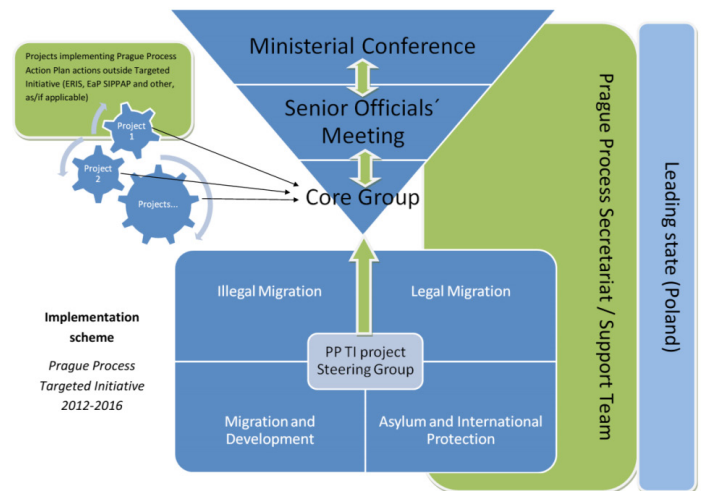 Projects implementing Prague Process
Action Plan actions outside Targeted
Initiative (ERIS, EaP SIPPAP and other,
as/if applicable)
Project
1
Project
2
Projects...
Ministerial Conference
Senior Officials´
Meeting
Core Group
Illegal Migration
Legal Migration
PP TI project
Steering Group
Migration and
Development
Asylum and International
Protection
Implementation
scheme
Prague Process
Targeted Initiative
2012-2016
Prague Process Secretariat / Support Team
Leading state (Poland)